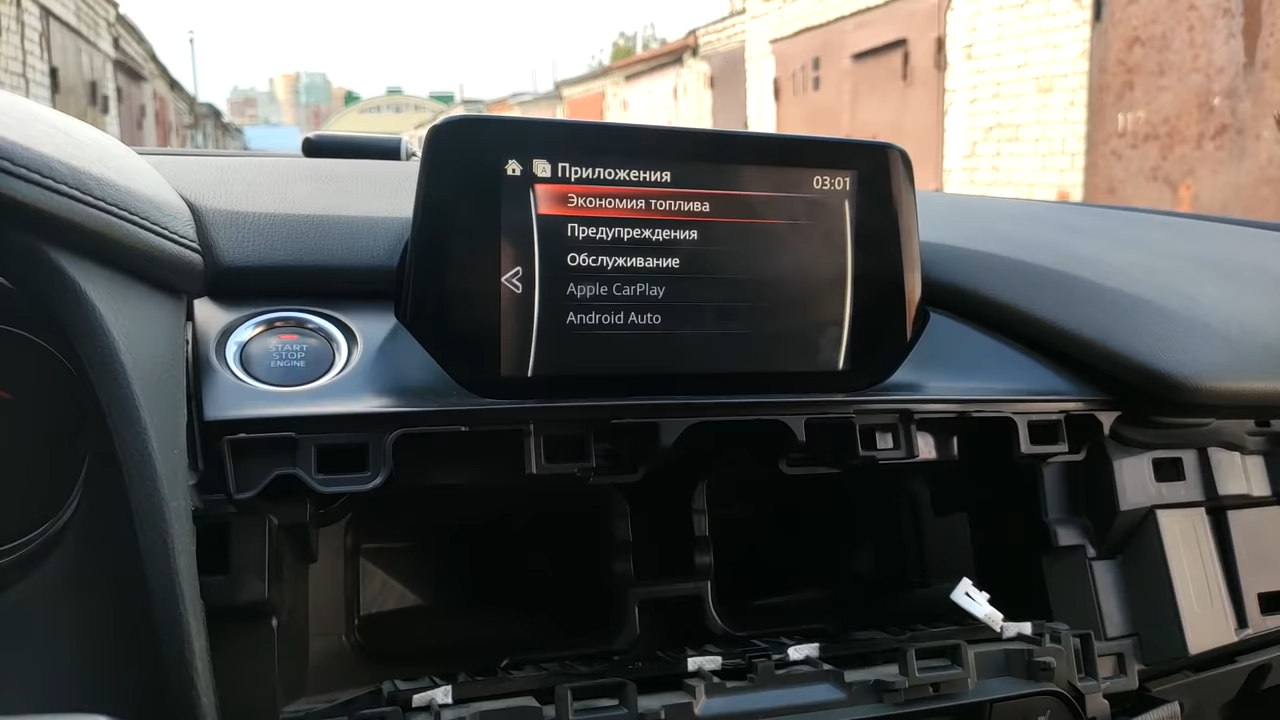 Приложения
03:01
Экономия топлива
Предупреждения
Обслуживание
Apple CarPlay
Android Auto
START
STOP
ENGINE